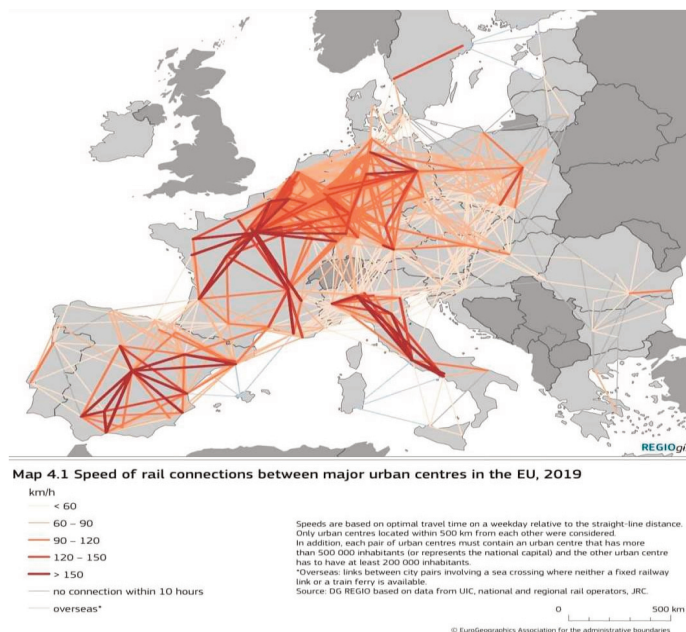 REGIOgi
Map 4.1 Speed of rail connections between major urban centres in the EU, 2019
km/h
< 60
60 – 90
90 – 120
120 – 150
> 150
no connection within 10 hours
overseas*
Speeds are based on optimal travel time on a weekday relative to the straight-line distance.
Only urban centres located within 500 km from each other were considered.
In addition, each pair of urban centres must contain an urban centre that has more
than 500 000 inhabitants (or represents the national capital) and the other urban centre
has to have at least 200 000 inhabitants.
*Overseas: links between city pairs involving a sea crossing where neither a fixed railway
link or a train ferry is available.
Source: DG REGIO based on data from UIC, national and regional rail operators, JRC.
0 500 km
© EuroGeographics Association for the administrative boundaries